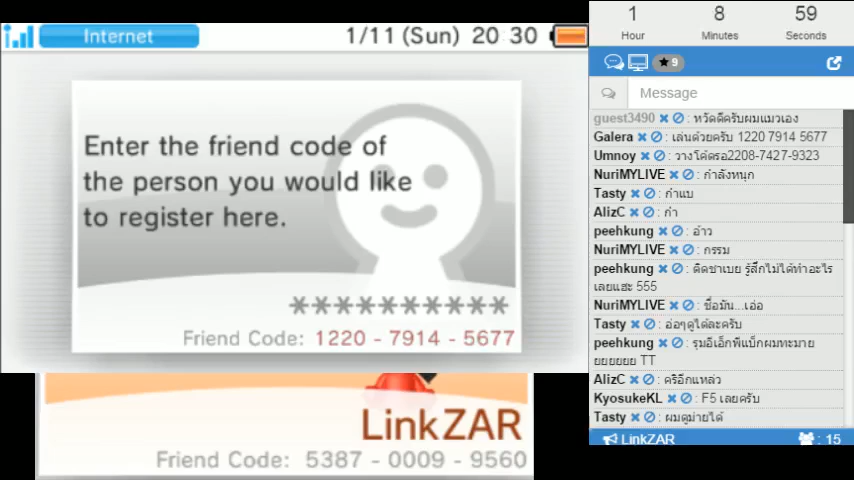 Internet
1/11 (Sun) 20 30
Enter the friend code of
the person you would like
to register here.
**********
Friend Code: 1220 - 7914 - 5677
LinkZAR
Friend Code: 5387 - 0009 - 9560
1 8 59
Hour Minutes Seconds
9
Message
guest3490 : หวัดดีครับผมแมวเอง
Galera : เล่นด้วยครับ 1220 7914 5677
Umnoy : วางโค้ดรอ2208-7427-9323
NuriMYLIVE : กำลังหนุก
Tasty : ก๋าแบ
AlizC : ก๋า
peehkung : อ้าว
NuriMYLIVE : กรรม
peehkung : ติดชาเบย รู้สึกไม่ได้ทำอะไร
เลยแฮะ 555
NuriMYLIVE : ชื่อมัน...เอ่อ
Tasty : อ่อๆดูได้ละครับ
peehkung : รุมอีเอ็กพีแบ็กผมทะมาย
ยยยยยย TT
AlizC : คริอีกแหล่ว
KyosukeKL : F5 เลยครับ
Tasty : ผมดูม่ายได้
LinkZAR : 15